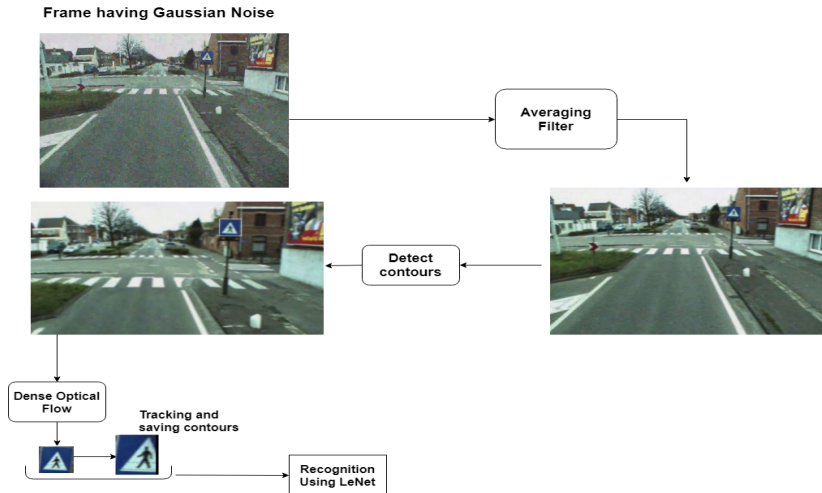 Frame having Gaussian Noise
Averaging
Filter
Detect
contours
Dense Optical
Flow
Tracking and
saving contours
Recognition
Using LeNet